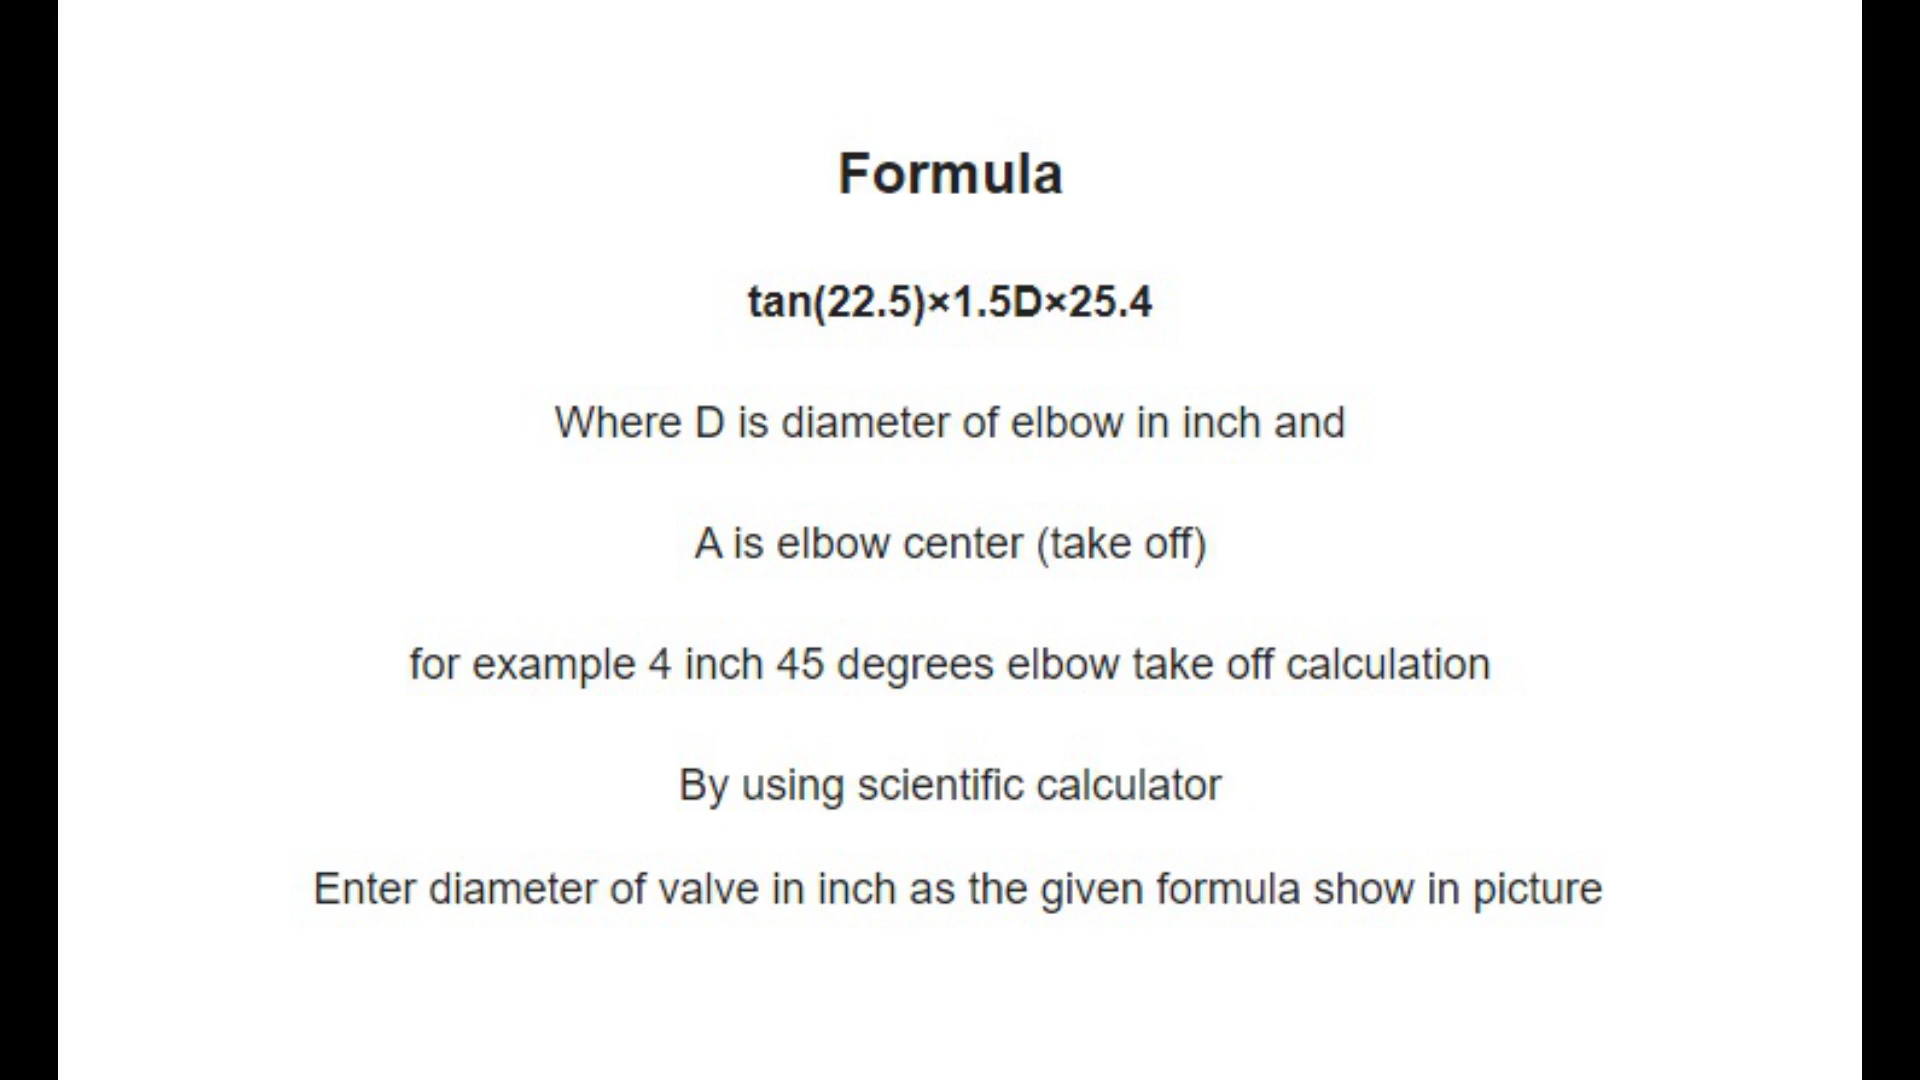 Formula
tan(22.5)×1.5D×25.4
Where D is diameter of elbow in inch and
A is elbow center (take off)
for example 4 inch 45 degrees elbow take off calculation
By using scientific calculator
Enter diameter of valve in inch as the given formula show in picture